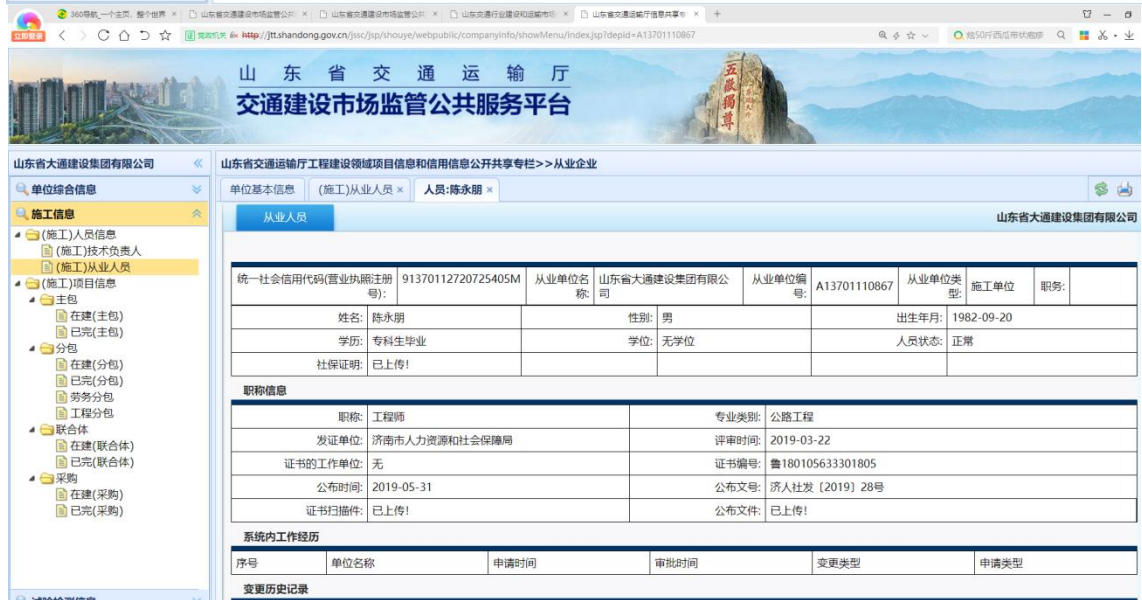 360导航_一个主页，整个世界 × 山东省交通建设市场监管公共 × 山东省交通建设市场监管公共 × 山东交通行业建设和运输市场 × 山东省交通运输厅信息共享专 × +
立即登录 党政机关 http://jtt.shandong.gov.cn/jssc/jsp/shouye/webpublic/companyinfo/showMenu/index.jsp?depid=A13701110867
山东省交通运输厅
交通建设市场监管公共服务平台
五嶽獨尊
山东省大通建设集团有限公司
山东省交通运输厅工程建设领域项目信息和信用信息公开共享专栏>>从业企业
单位综合信息
单位基本信息 (施工)从业人员 × 人员:陈永朋 ×
施工信息
从业人员 山东省大通建设集团有限公司
(施工)人员信息
(施工)技术负责人
(施工)从业人员
(施工)项目信息
主包
在建(主包)
已完(主包)
分包
在建(分包)
已完(分包)
劳务分包
工程分包
联合体
在建(联合体)
已完(联合体)
采购
在建(采购)
已完(采购)
统一社会信用代码(营业执照注册号): 91370112720725405M 从业单位名称: 山东省大通建设集团有限公司 从业单位编号: A13701110867 从业单位类型: 施工单位 职务:
姓名: 陈永朋 性别: 男 出生年月: 1982-09-20
学历: 专科生毕业 学位: 无学位 人员状态: 正常
社保证明: 已上传!
职称信息
职称: 工程师 专业类别: 公路工程
发证单位: 济南市人力资源和社会保障局 评审时间: 2019-03-22
证书的工作单位: 无 证书编号: 鲁180105633301805
公布时间: 2019-05-31 公布文号: 济人社发〔2019〕28号
证书扫描件: 已上传! 公布文件: 已上传!
系统内工作经历
序号 单位名称 申请时间 审批时间 变更类型 申请类型
变更历史记录